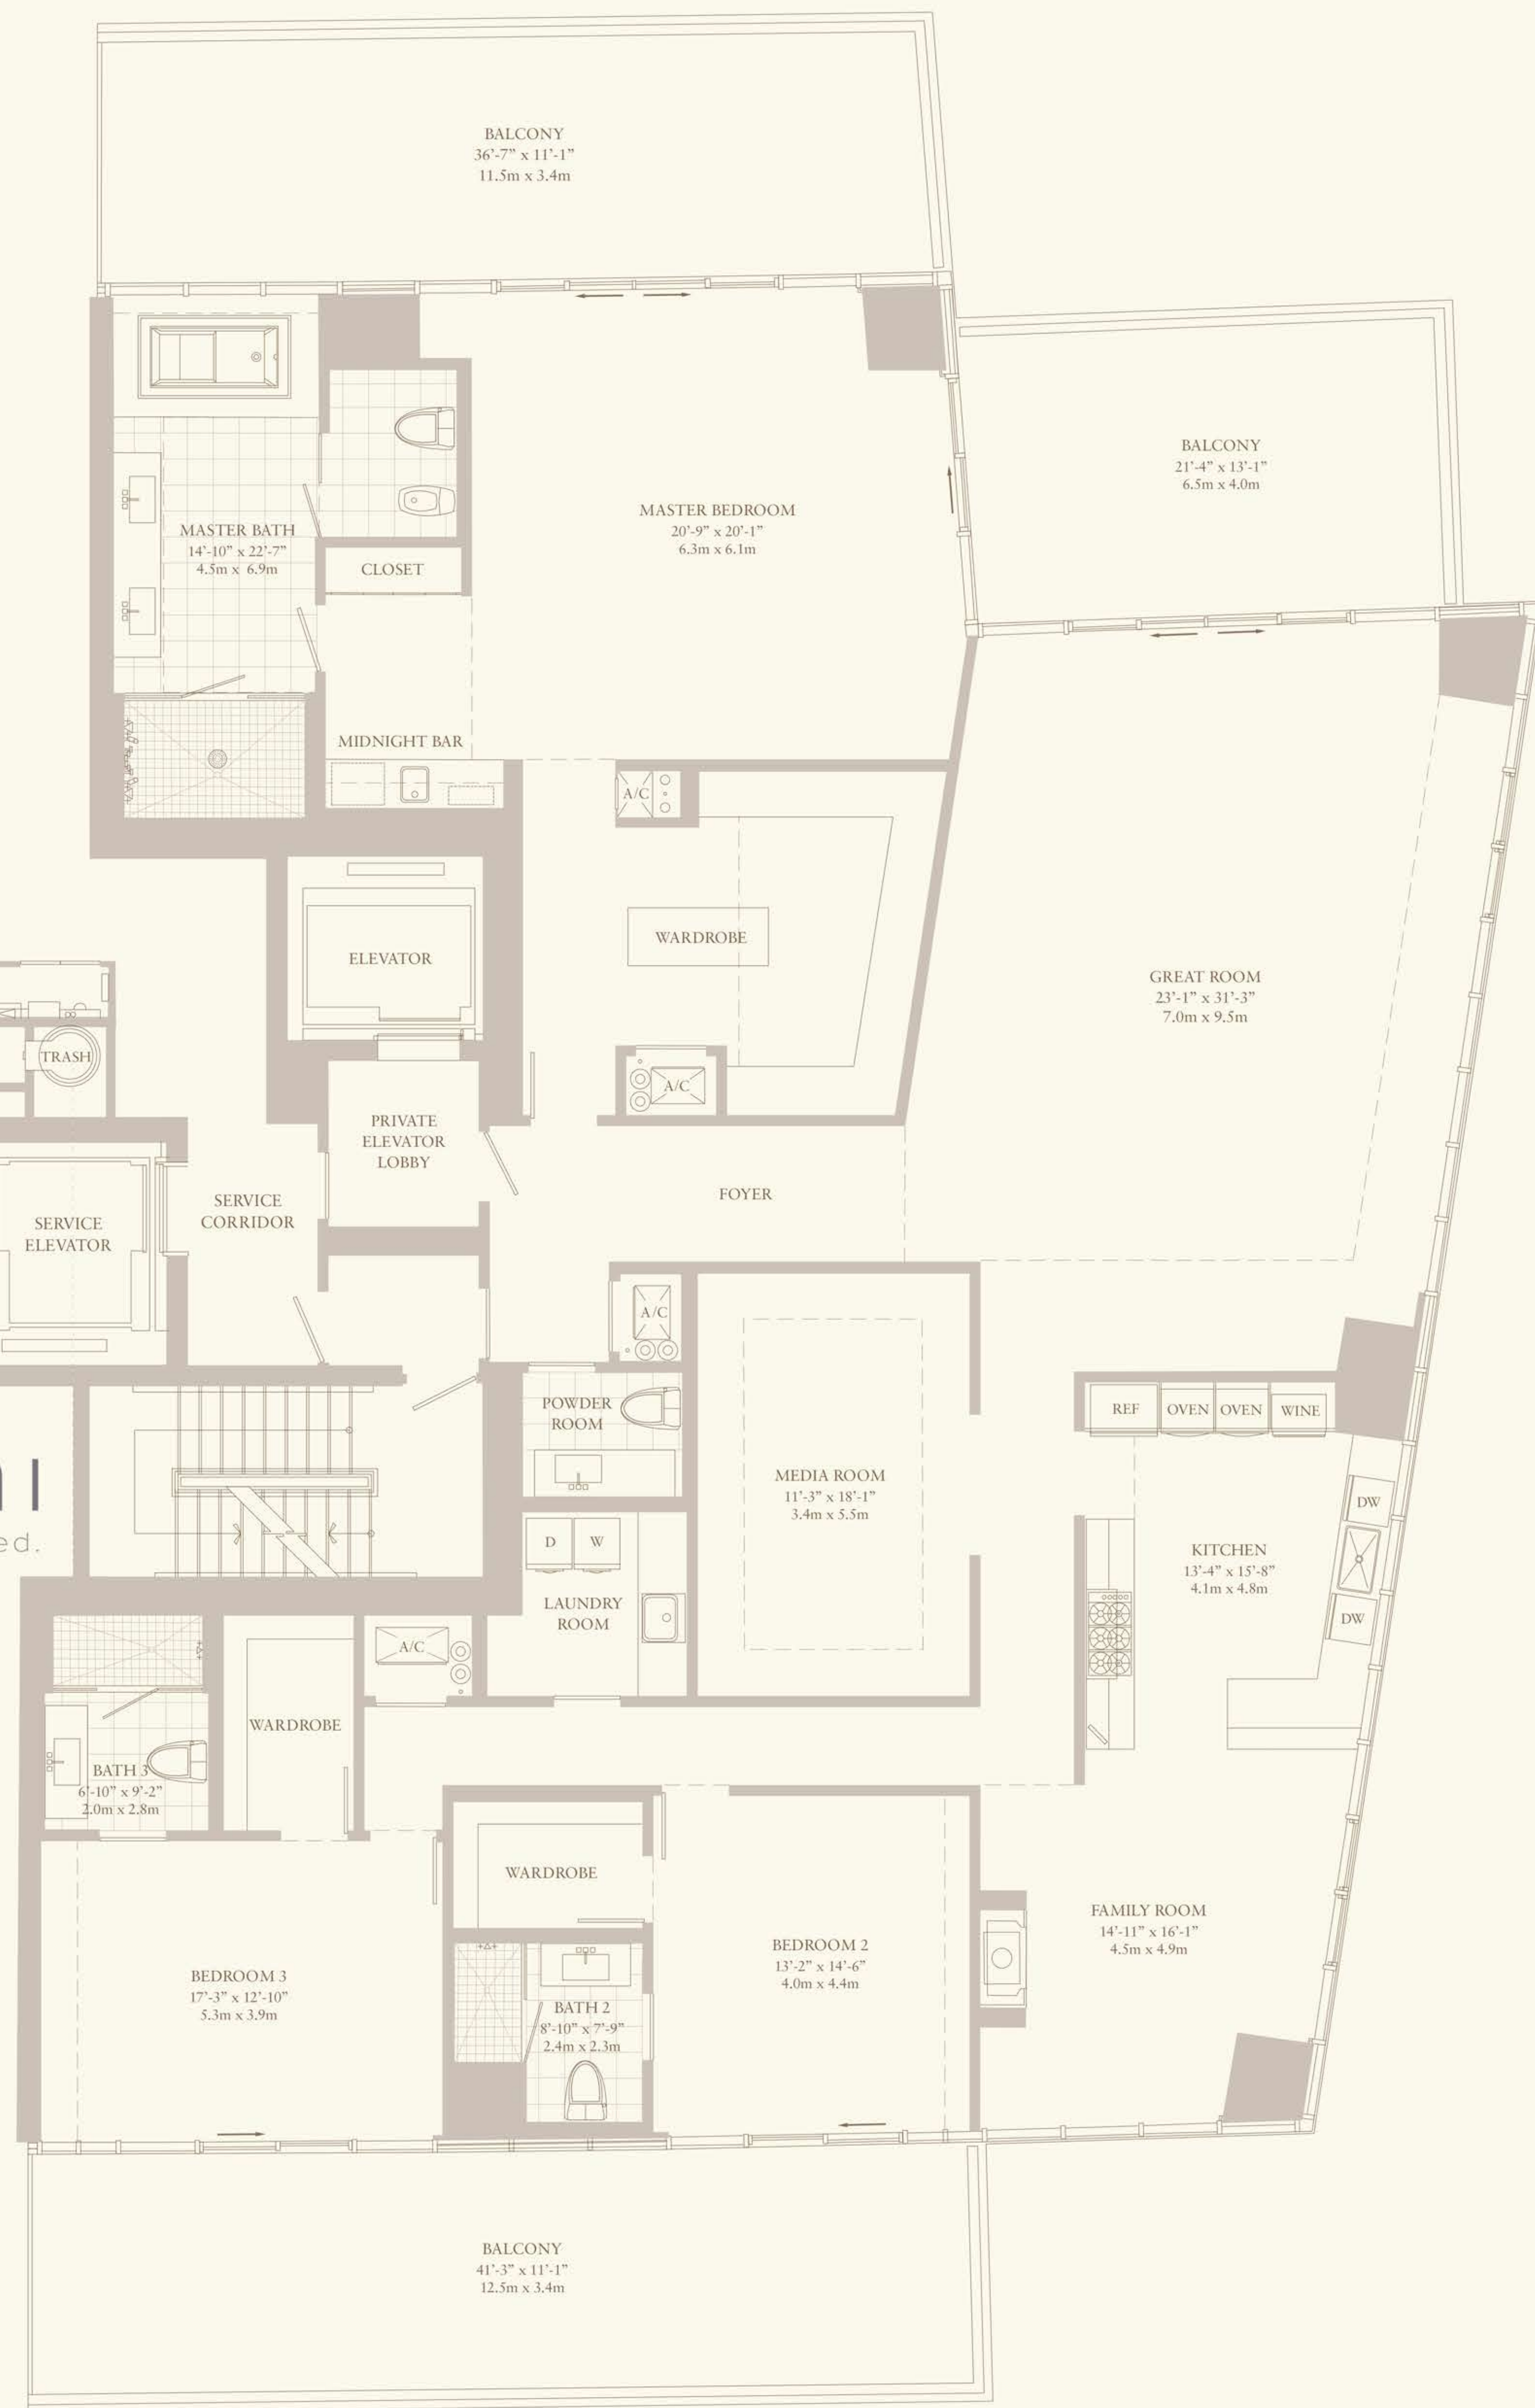 BALCONY
36’-7” x 11’-1”
11.5m x 3.4m
BALCONY
21’-4” x 13’-1”
6.5m x 4.0m
MASTER BEDROOM
20’-9” x 20’-1”
6.3m x 6.1m
MASTER BATH
14’-10” x 22’-7”
4.5m x 6.9m
CLOSET
MIDNIGHT BAR
A/C
WARDROBE
ELEVATOR
GREAT ROOM
23’-1” x 31’-3”
7.0m x 9.5m
TRASH
A/C
PRIVATE
ELEVATOR
LOBBY
FOYER
SERVICE
CORRIDOR
SERVICE
ELEVATOR
A/C
POWDER
ROOM
REF
OVEN
OVEN
WINE
MEDIA ROOM
11’-3” x 18’-1”
3.4m x 5.5m
DW
KITCHEN
13’-4” x 15’-8”
4.1m x 4.8m
DW
ed.
D
W
LAUNDRY
ROOM
A/C
WARDROBE
BATH 3
6’-10” x 9’-2”
2.0m x 2.8m
WARDROBE
FAMILY ROOM
14’-11” x 16’-1”
4.5m x 4.9m
BEDROOM 2
13’-2” x 14’-6”
4.0m x 4.4m
BEDROOM 3
17’-3” x 12’-10”
5.3m x 3.9m
BATH 2
8’-10” x 7’-9”
2.4m x 2.3m
BALCONY
41’-3” x 11’-1”
12.5m x 3.4m